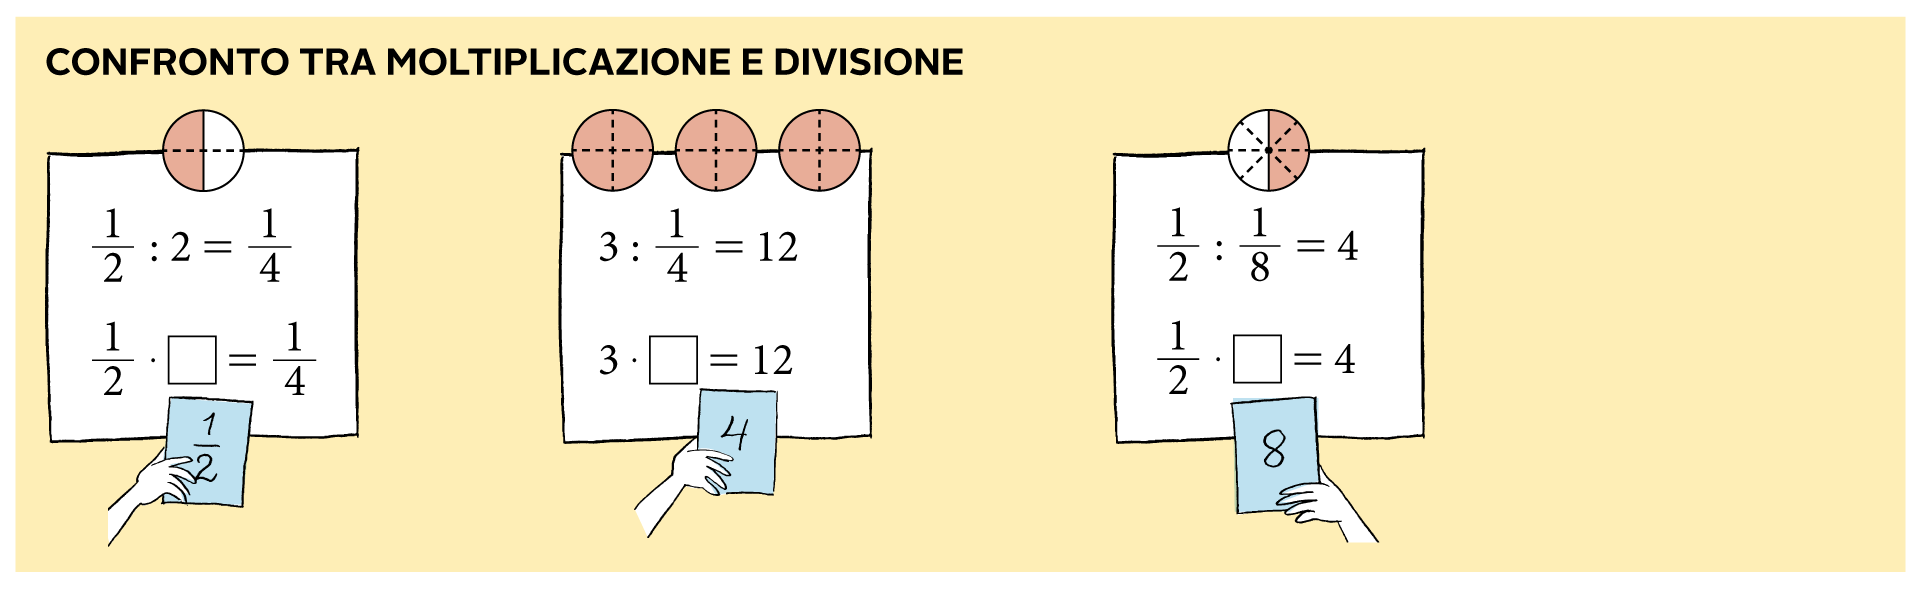 CONFRONTO TRA MOLTIPLICAZIONE E DIVISIONE
1/2 : 2 = 1/4
1/2 · □ = 1/4
1/2
3 : 1/4 = 12
3 · □ = 12
4
1/2 : 1/8 = 4
1/2 · □ = 4
8